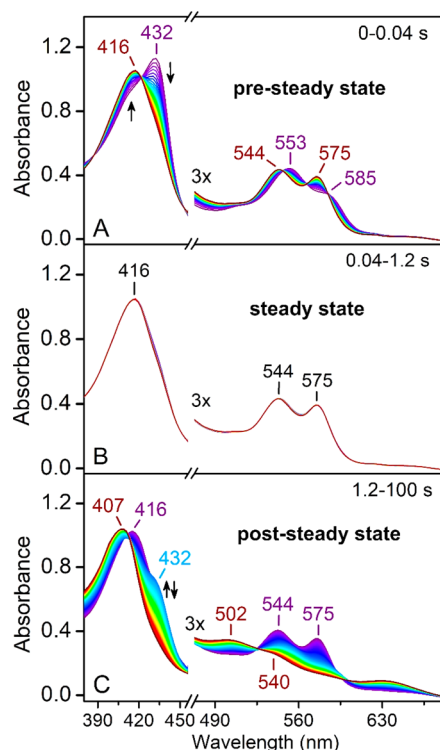 0-0.04 s
416 432
pre-steady state
544 553 575
3x
585
A
Absorbance
1.2
0.8
0.4
0.0
0.04-1.2 s
416
steady state
544 575
3x
B
Absorbance
1.2
0.8
0.4
0.0
1.2-100 s
407 416
post-steady state
432
544 575
502
3x
540
C
Absorbance
1.2
0.8
0.4
0.0
390 420 450 490 560 630
Wavelength (nm)